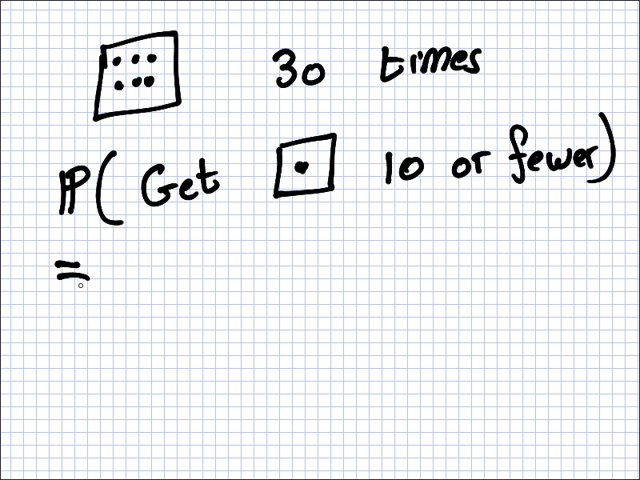 30 times
ℙ( Get 10 or fewer)
=